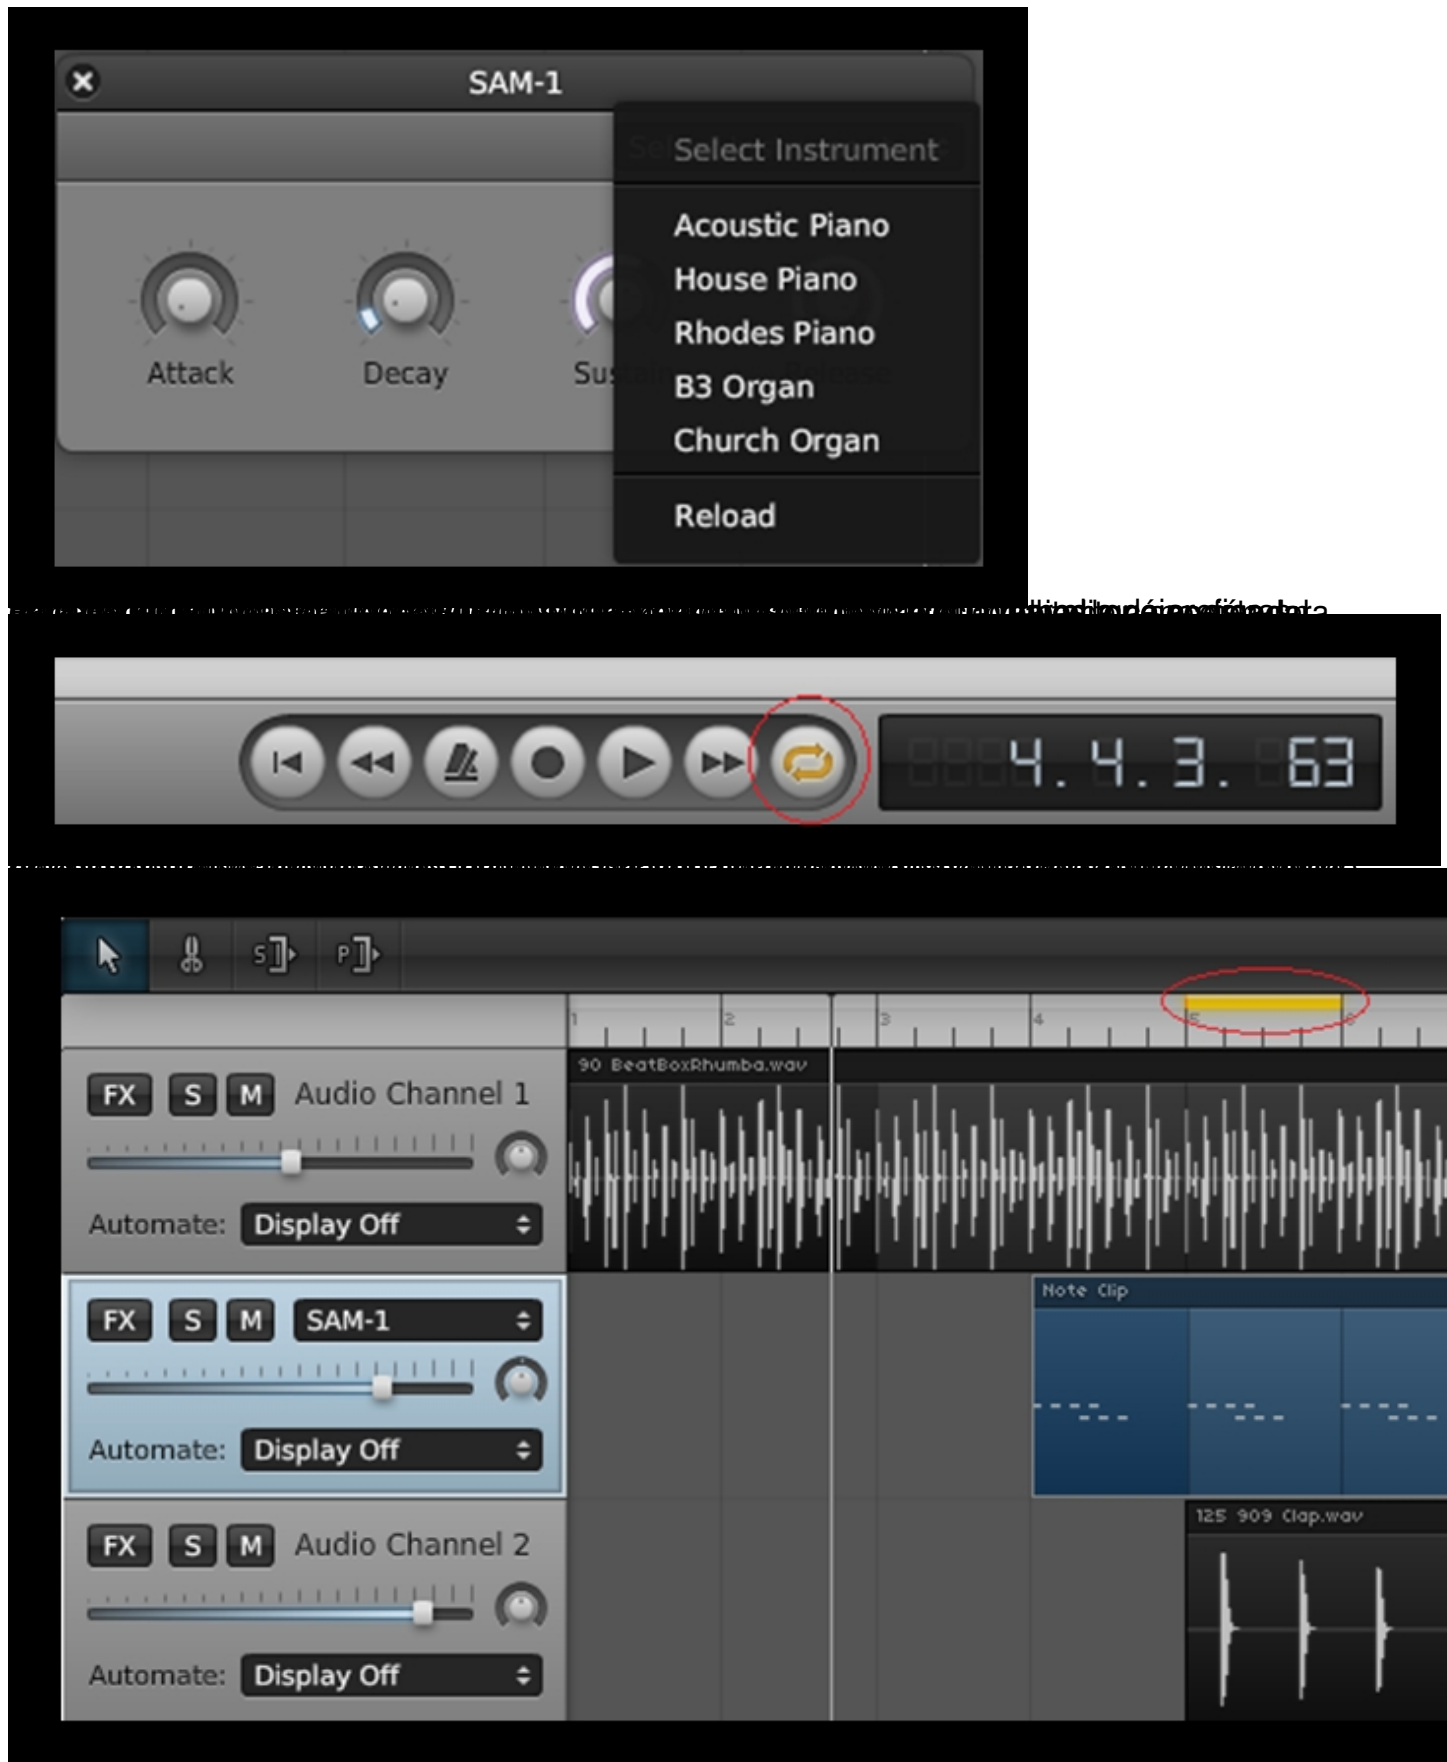 SAM-1
Select Instrument
Acoustic Piano
House Piano
Rhodes Piano
B3 Organ
Church Organ
Reload
Attack
Decay
Sustain
Release
4. 4. 3. 63
S
P
1 2 3 4 5 6
90 BeatBoxRhumba.wav
FX S M Audio Channel 1
Automate: Display Off
Note Clip
FX S M SAM-1
Automate: Display Off
125 909 Clap.wav
FX S M Audio Channel 2
Automate: Display Off